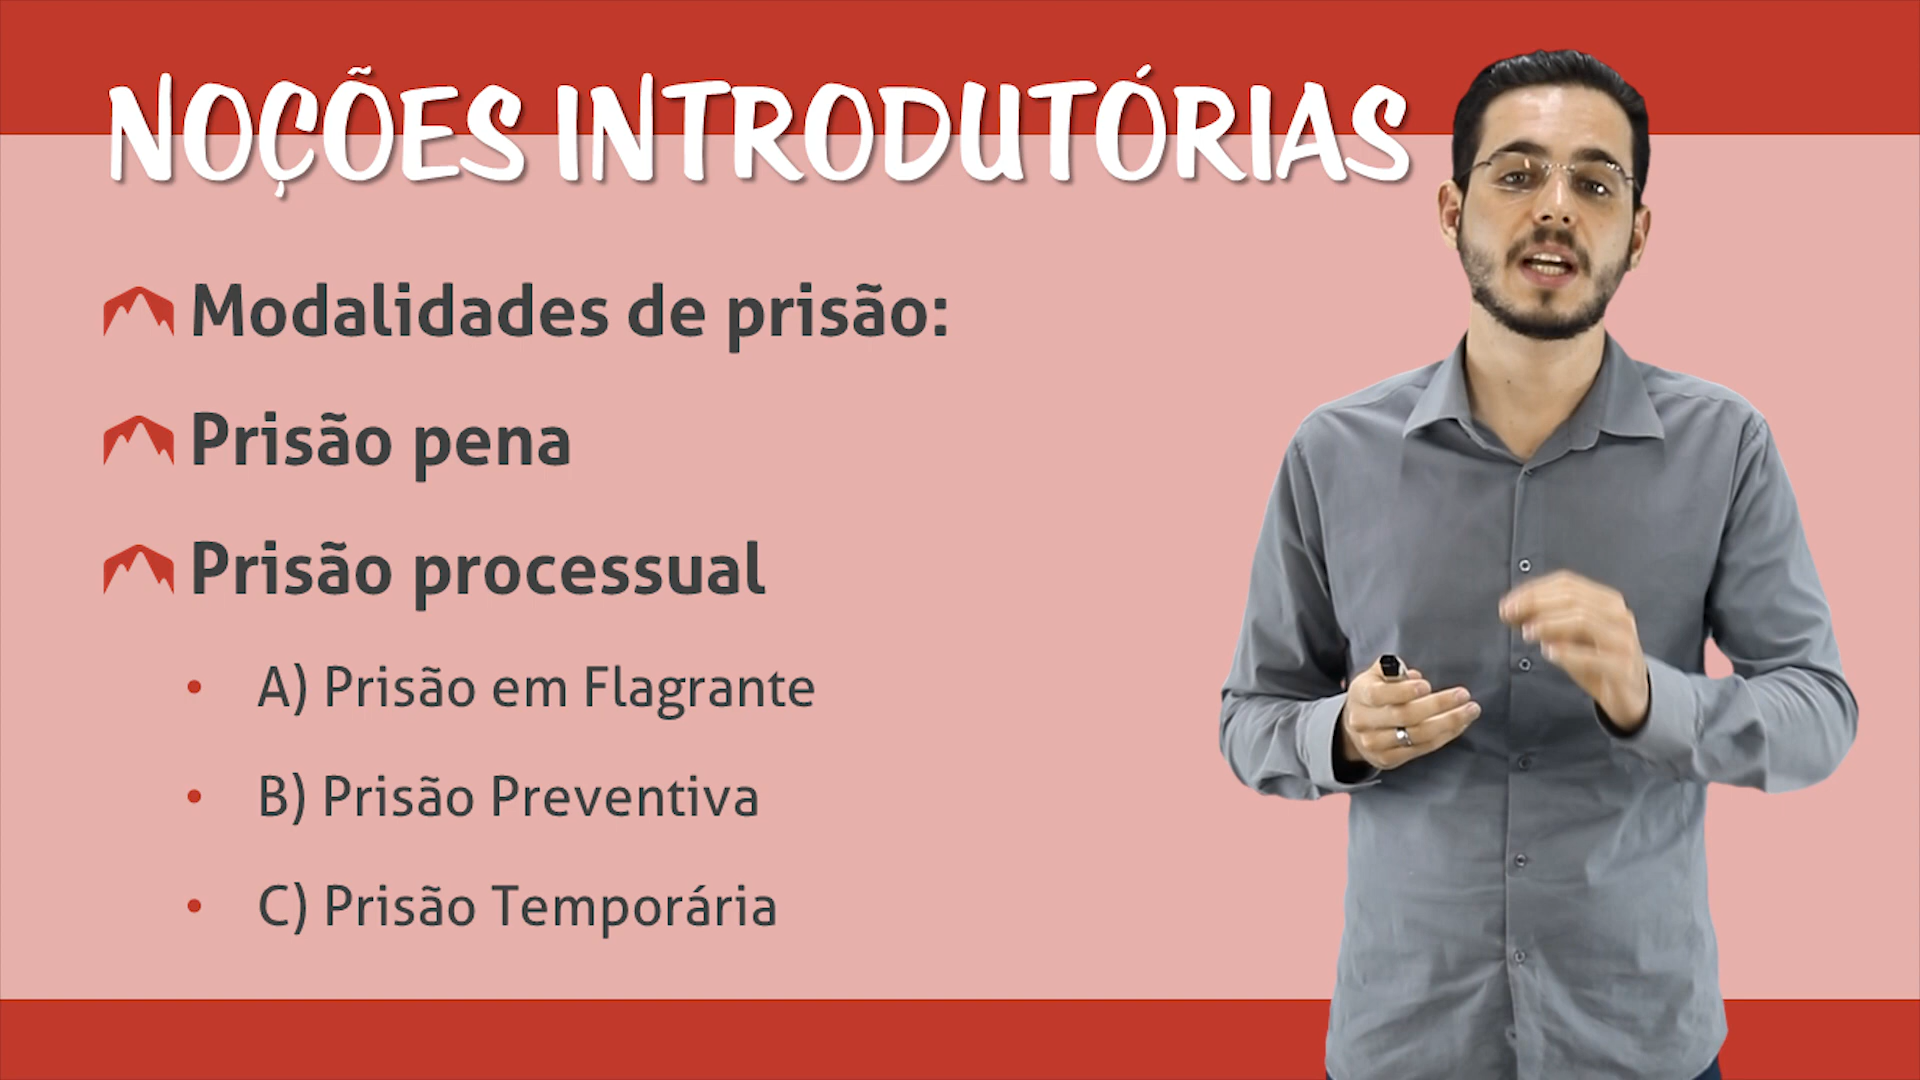 NOÇÕES INTRODUTÓRIAS
Modalidades de prisão:
Prisão pena
Prisão processual
• A) Prisão em Flagrante
• B) Prisão Preventiva
• C) Prisão Temporária